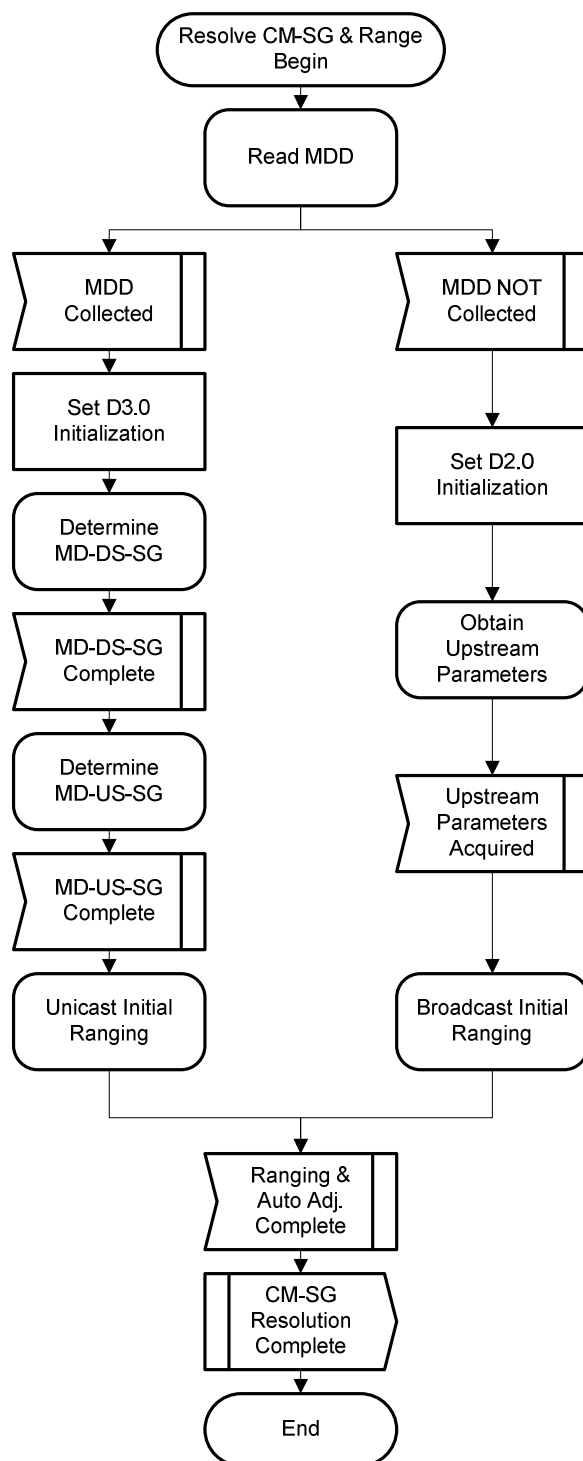 Resolve CM-SG & Range
Begin
Read MDD
MDD
Collected
MDD NOT
Collected
Set D3.0
Initialization
Set D2.0
Initialization
Determine
MD-DS-SG
Obtain
Upstream
Parameters
MD-DS-SG
Complete
Determine
MD-US-SG
Upstream
Parameters
Acquired
MD-US-SG
Complete
Unicast Initial
Ranging
Broadcast Initial
Ranging
Ranging &
Auto Adj.
Complete
CM-SG
Resolution
Complete
End